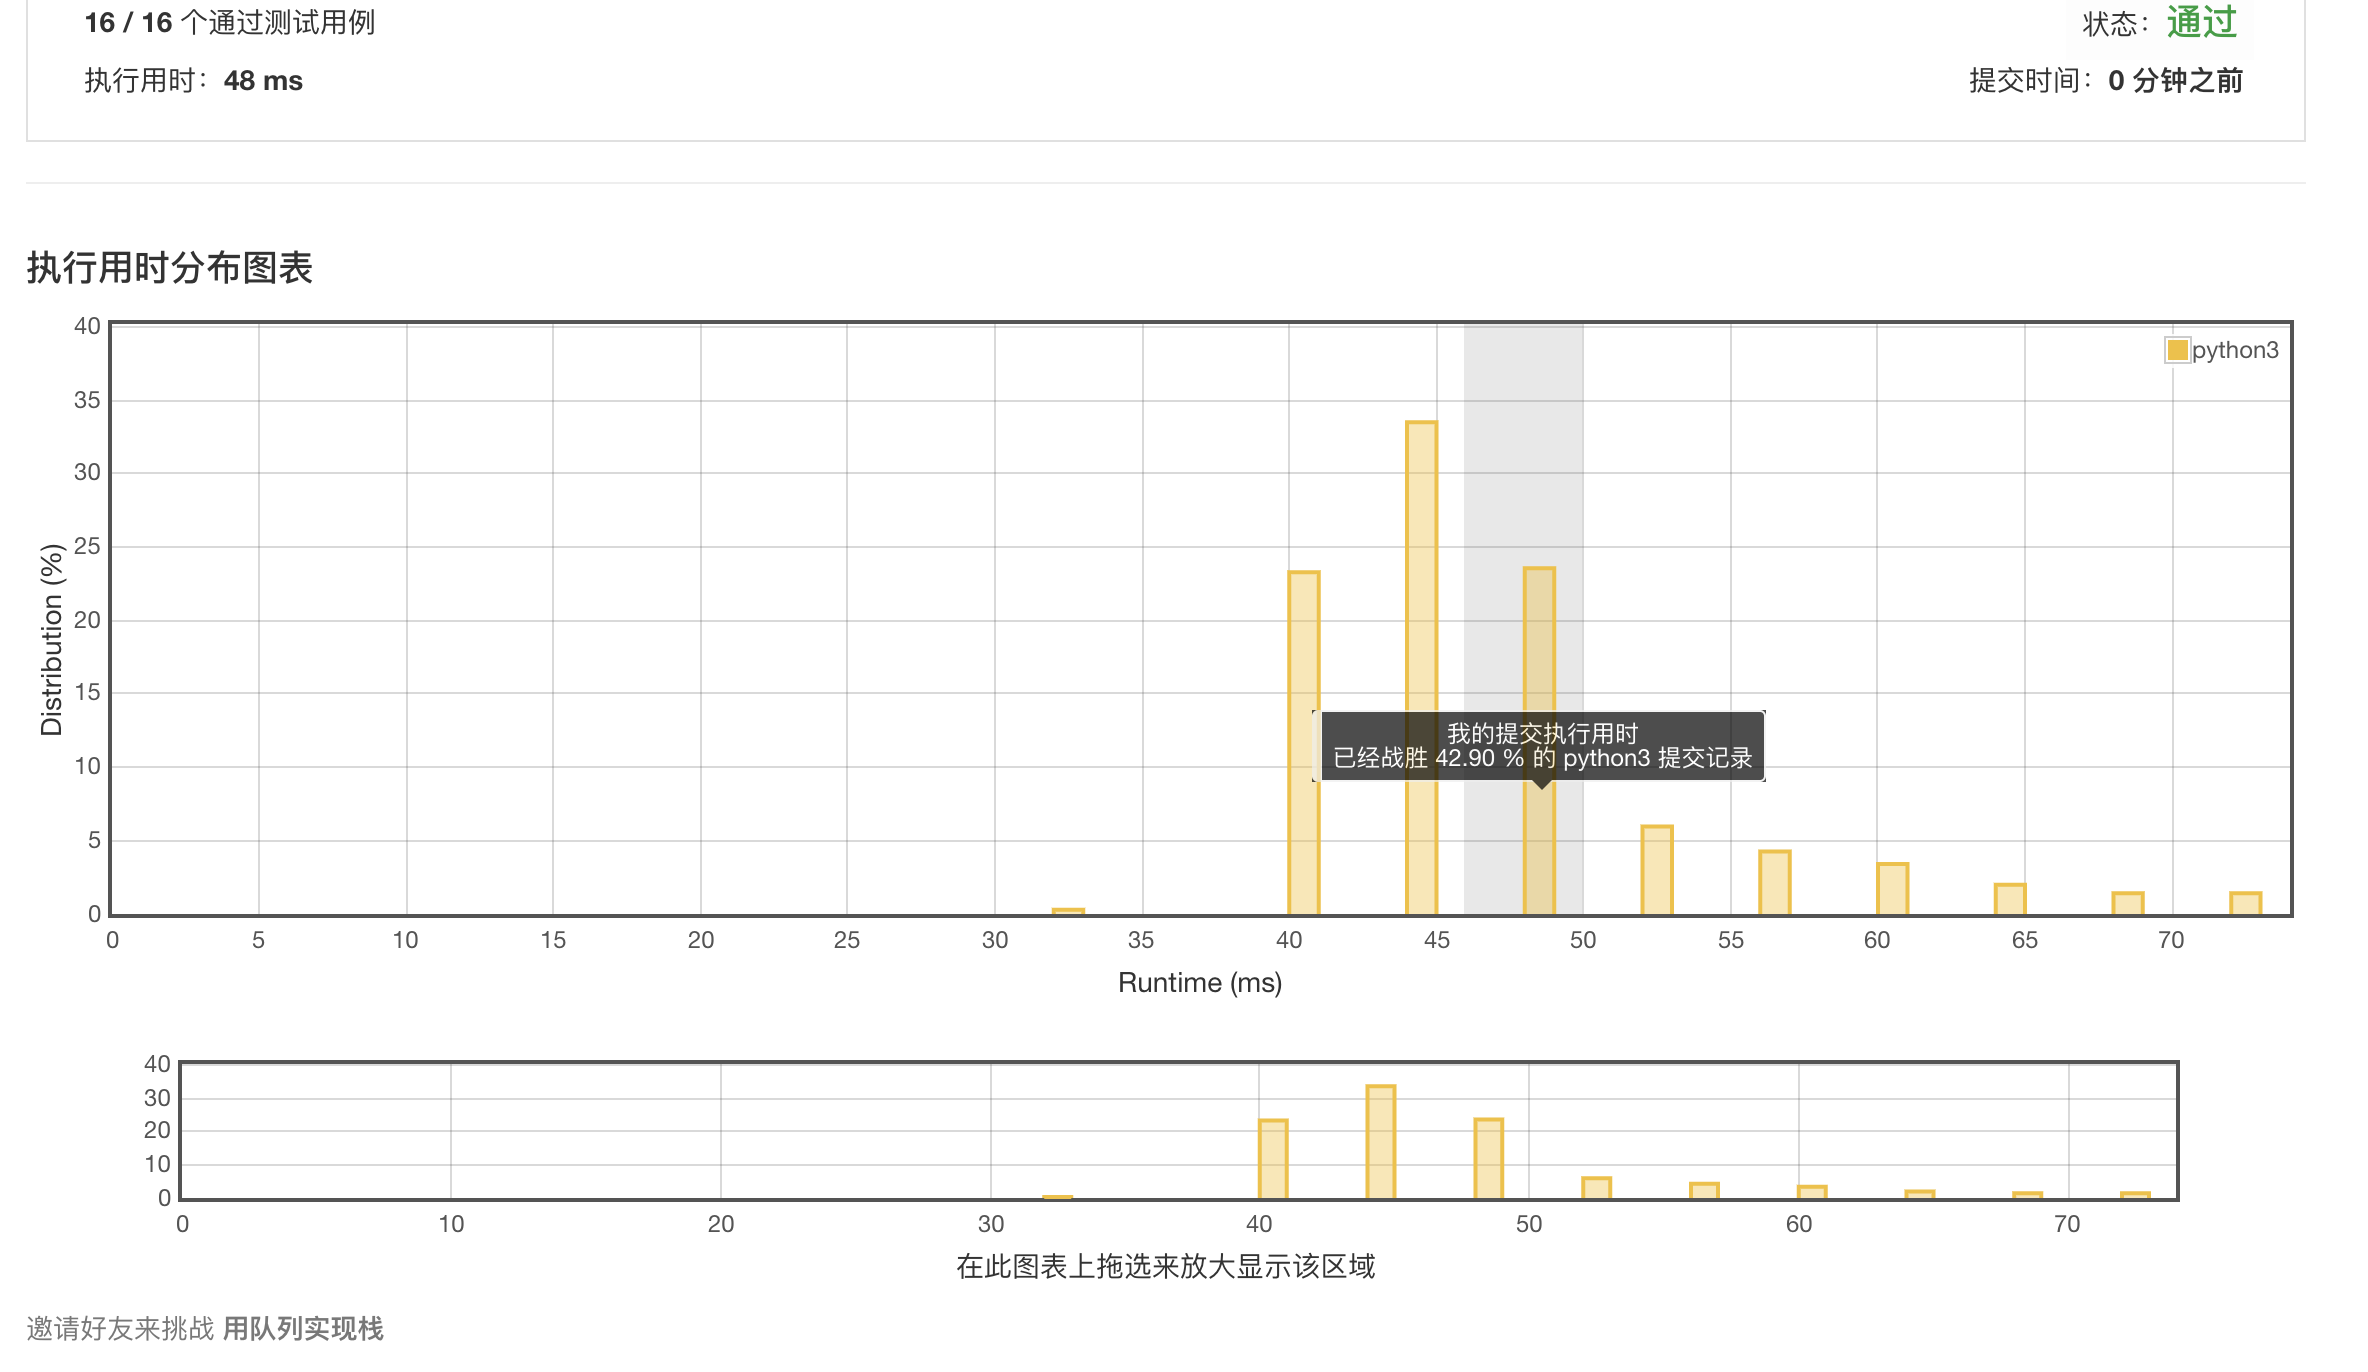 16 / 16 个通过测试用例
状态：通过
执行用时：48 ms
提交时间：0 分钟之前
执行用时分布图表
40
35
30
25
20
15
10
5
0
Distribution (%)
python3
我的提交执行用时
已经战胜 42.90 % 的 python3 提交记录
0 5 10 15 20 25 30 35 40 45 50 55 60 65 70
Runtime (ms)
40
30
20
10
0
0 10 20 30 40 50 60 70
在此图表上拖选来放大显示该区域
邀请好友来挑战 用队列实现栈